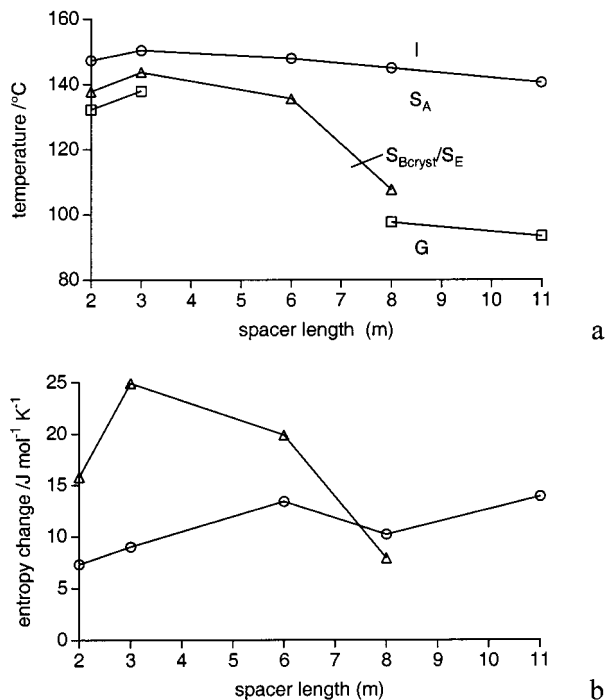 160
140
120
100
80
temperature /°C
I
S_A
S_Bcryst/S_E
G
2 3 4 5 6 7 8 9 10 11
spacer length (m)
a
25
20
15
10
5
0
entropy change /J mol⁻¹ K⁻¹
2 3 4 5 6 7 8 9 10 11
spacer length (m)
b